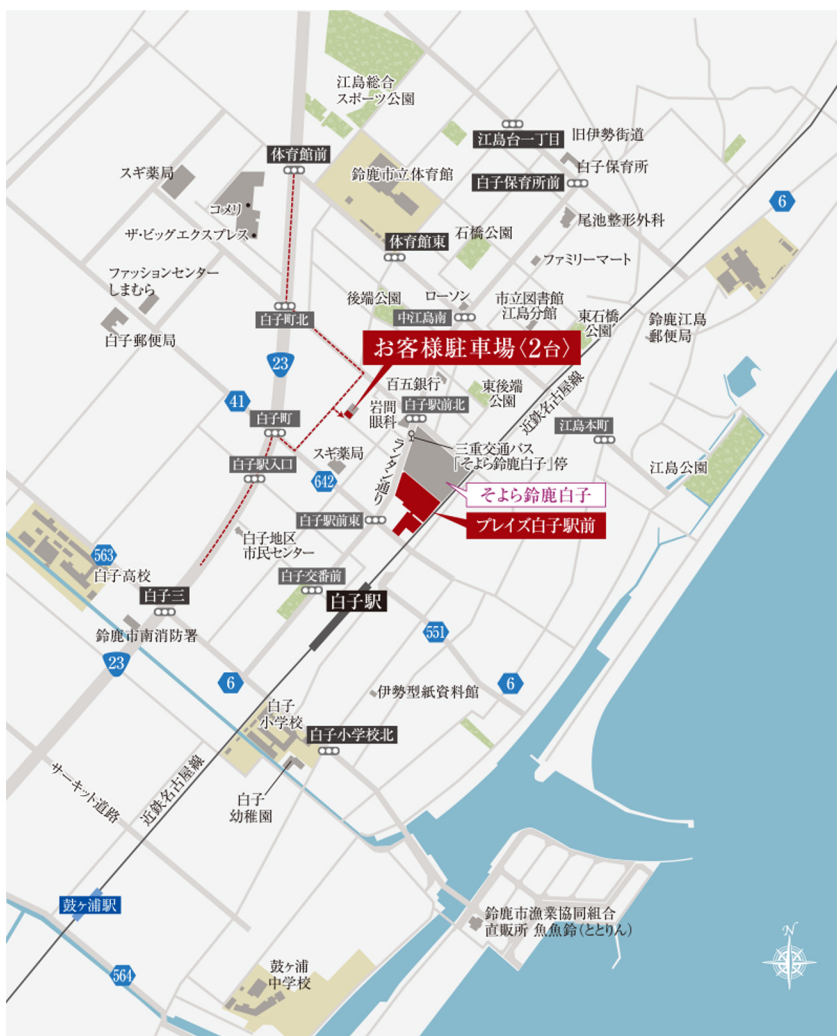 江島総合
スポーツ公園
江島台一丁目
旧伊勢街道
体育館前
白子保育所
スギ薬局
鈴鹿市立体育館
白子保育所前
6
コメリ
尾池整形外科
ザ・ビッグエクスプレス
体育館東
石橋公園
ファミリーマート
ファッションセンター
しまむら
後端公園
ローソン
市立図書館
江島分館
東石橋
公園
鈴鹿江島
郵便局
白子郵便局
白子町北
中江島南
お客様駐車場〈2台〉
23
百五銀行
東後端
公園
近鉄名古屋線
41
岩間
眼科
白子駅前北
白子町
江島本町
三重交通バス
「そよら鈴鹿白子」停
ランタン通り
スギ薬局
白子駅入口
江島公園
642
そよら鈴鹿白子
白子駅前東
プレイズ白子駅前
白子地区
市民センター
563
白子高校
白子交番前
白子三
白子駅
鈴鹿市南消防署
551
23
6
6
伊勢型紙資料館
白子
小学校
白子小学校北
近鉄名古屋線
サーキット道路
白子
幼稚園
鼓ヶ浦駅
鈴鹿市漁業協同組合
直販所 魚魚鈴(ととりん)
N
564
鼓ヶ浦
中学校